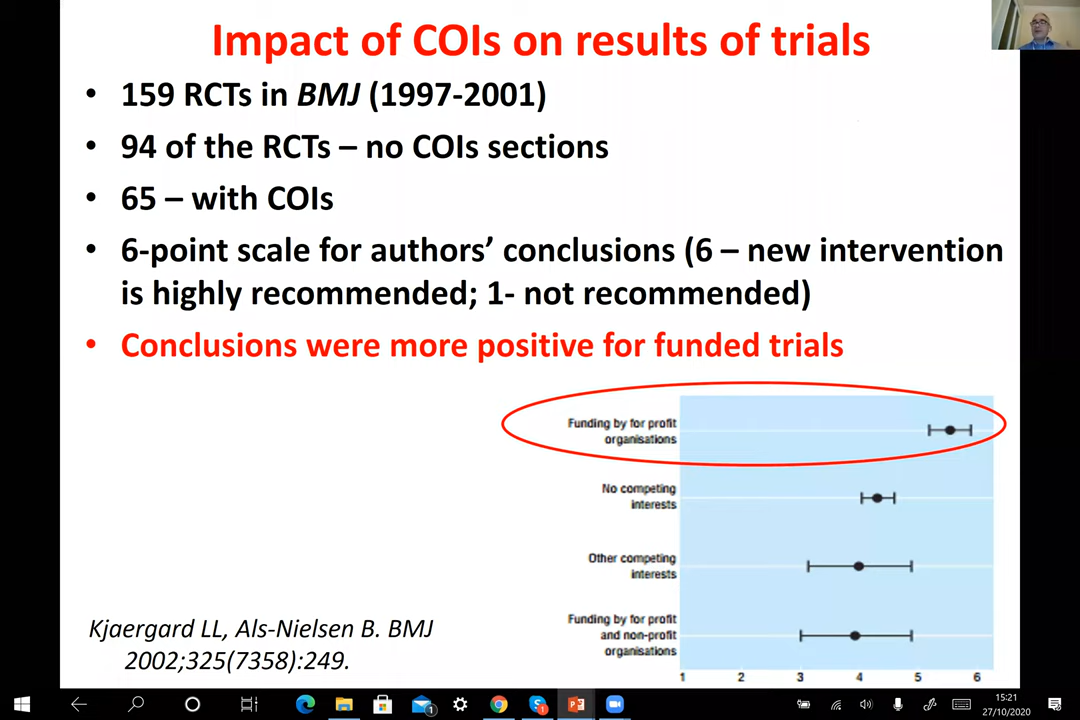 Impact of COIs on results of trials
• 159 RCTs in BMJ (1997-2001)
• 94 of the RCTs – no COIs sections
• 65 – with COIs
• 6-point scale for authors’ conclusions (6 – new intervention
is highly recommended; 1- not recommended)
• Conclusions were more positive for funded trials
Funding by for profit
organisations
No competing
interests
Other competing
interests
Funding by for profit
and non-profit
organisations
1 2 3 4 5 6
Kjaergard LL, Als-Nielsen B. BMJ
2002;325(7358):249.
15:21
27/10/2020